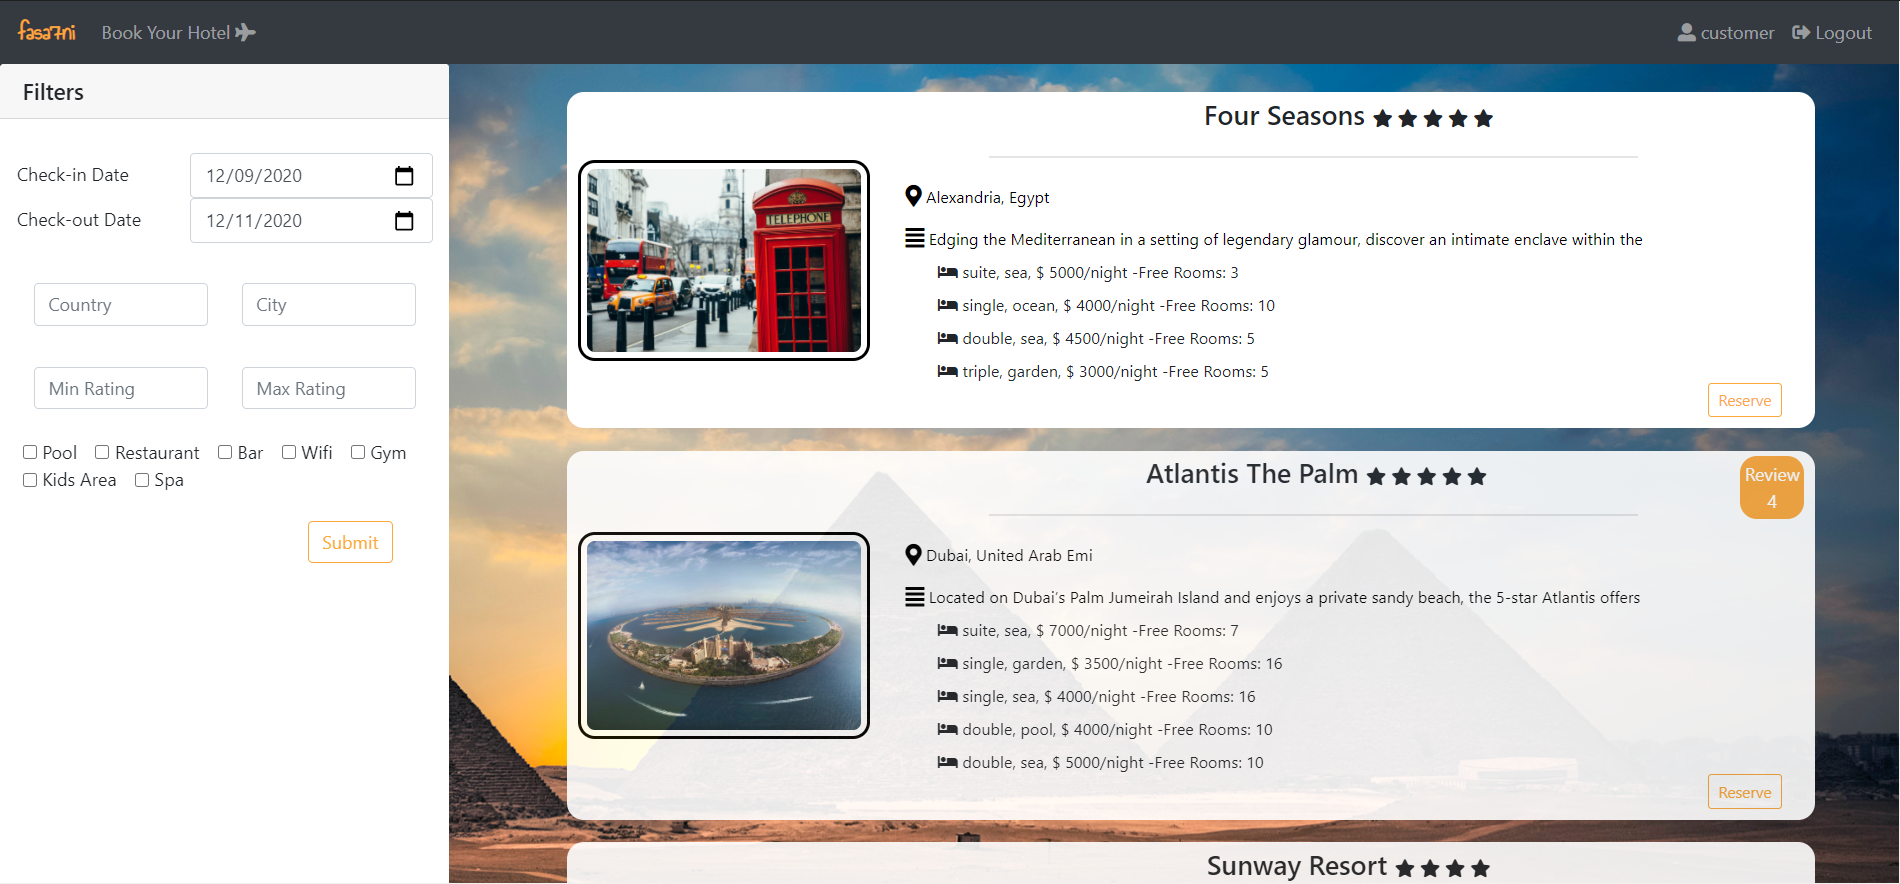 fasa7ni Book Your Hotel customer Logout
Filters
Check-in Date 12/09/2020
Check-out Date 12/11/2020
Country City
Min Rating Max Rating
Pool Restaurant Bar Wifi Gym
Kids Area Spa
Submit
Four Seasons
TELEPHONE
Alexandria, Egypt
Edging the Mediterranean in a setting of legendary glamour, discover an intimate enclave within the
suite, sea, $ 5000/night -Free Rooms: 3
single, ocean, $ 4000/night -Free Rooms: 10
double, sea, $ 4500/night -Free Rooms: 5
triple, garden, $ 3000/night -Free Rooms: 5
Reserve
Atlantis The Palm
Review
4
Dubai, United Arab Emi
Located on Dubai's Palm Jumeirah Island and enjoys a private sandy beach, the 5-star Atlantis offers
suite, sea, $ 7000/night -Free Rooms: 7
single, garden, $ 3500/night -Free Rooms: 16
single, sea, $ 4000/night -Free Rooms: 16
double, pool, $ 4000/night -Free Rooms: 10
double, sea, $ 5000/night -Free Rooms: 10
Reserve
Sunway Resort